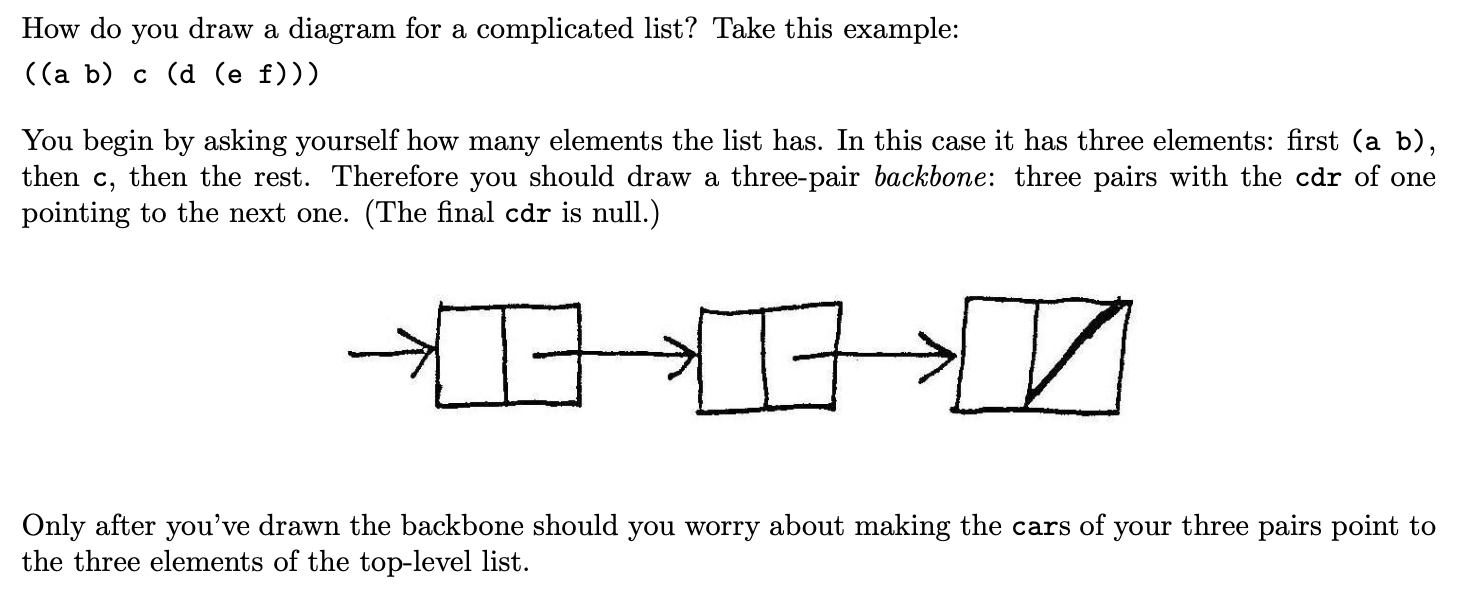 How do you draw a diagram for a complicated list? Take this example:
((a b) c (d (e f)))
You begin by asking yourself how many elements the list has. In this case it has three elements: first (a b),
then c, then the rest. Therefore you should draw a three-pair backbone: three pairs with the cdr of one
pointing to the next one. (The final cdr is null.)
Only after you've drawn the backbone should you worry about making the cars of your three pairs point to
the three elements of the top-level list.